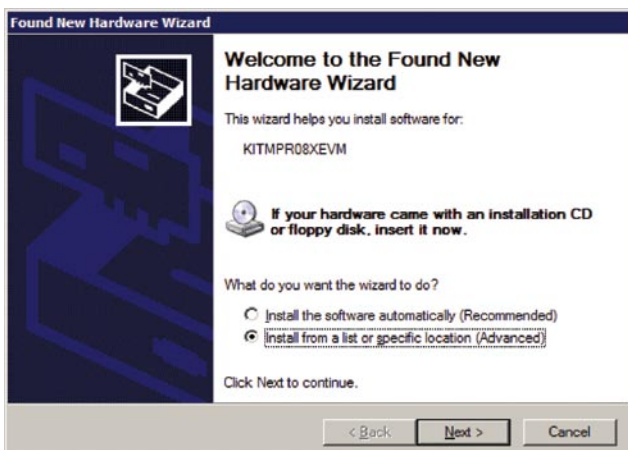 Found New Hardware Wizard
Welcome to the Found New
Hardware Wizard
This wizard helps you install software for:
KITMPR08XEVM
If your hardware came with an installation CD
or floppy disk, insert it now.
What do you want the wizard to do?
Install the software automatically (Recommended)
Install from a list or specific location (Advanced)
Click Next to continue.
< Back
Next >
Cancel